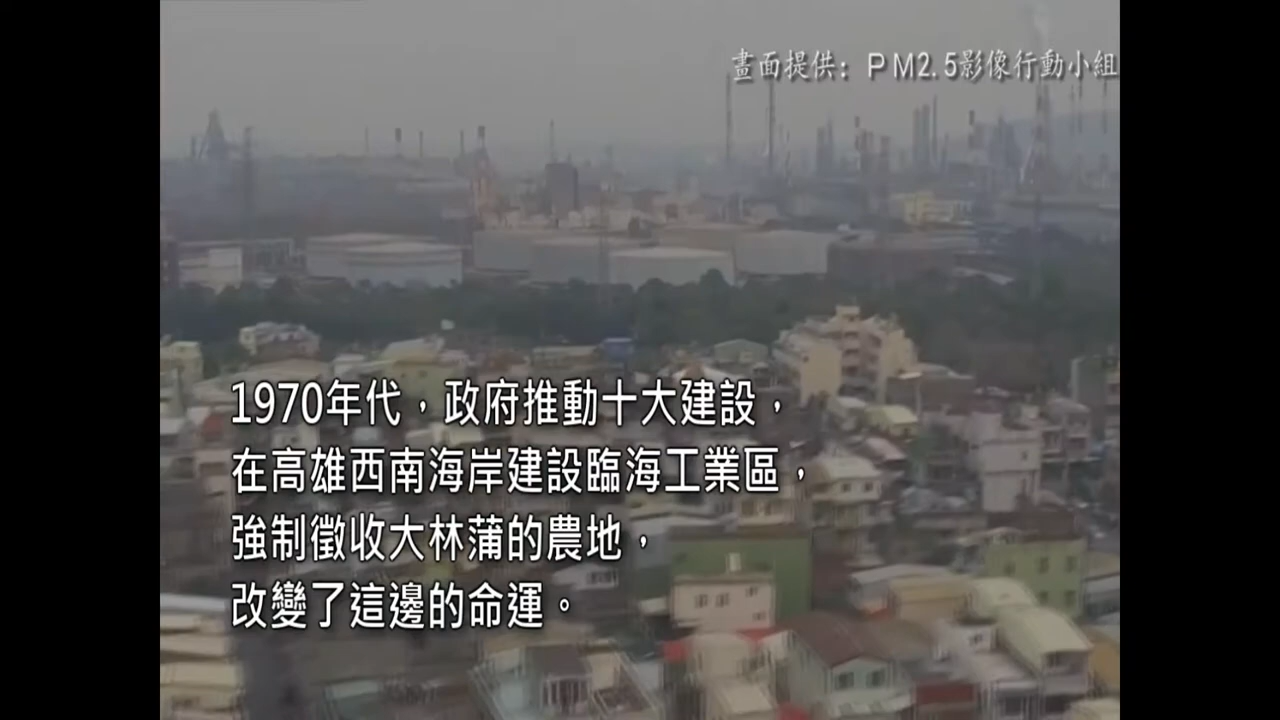 畫面提供：PM2.5影像行動小組
1970年代，政府推動十大建設，
在高雄西南海岸建設臨海工業區，
強制徵收大林蒲的農地，
改變了這邊的命運。